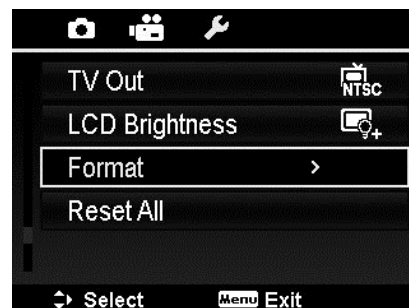 TV Out NTSC
LCD Brightness
Format
Reset All
Select Menu Exit